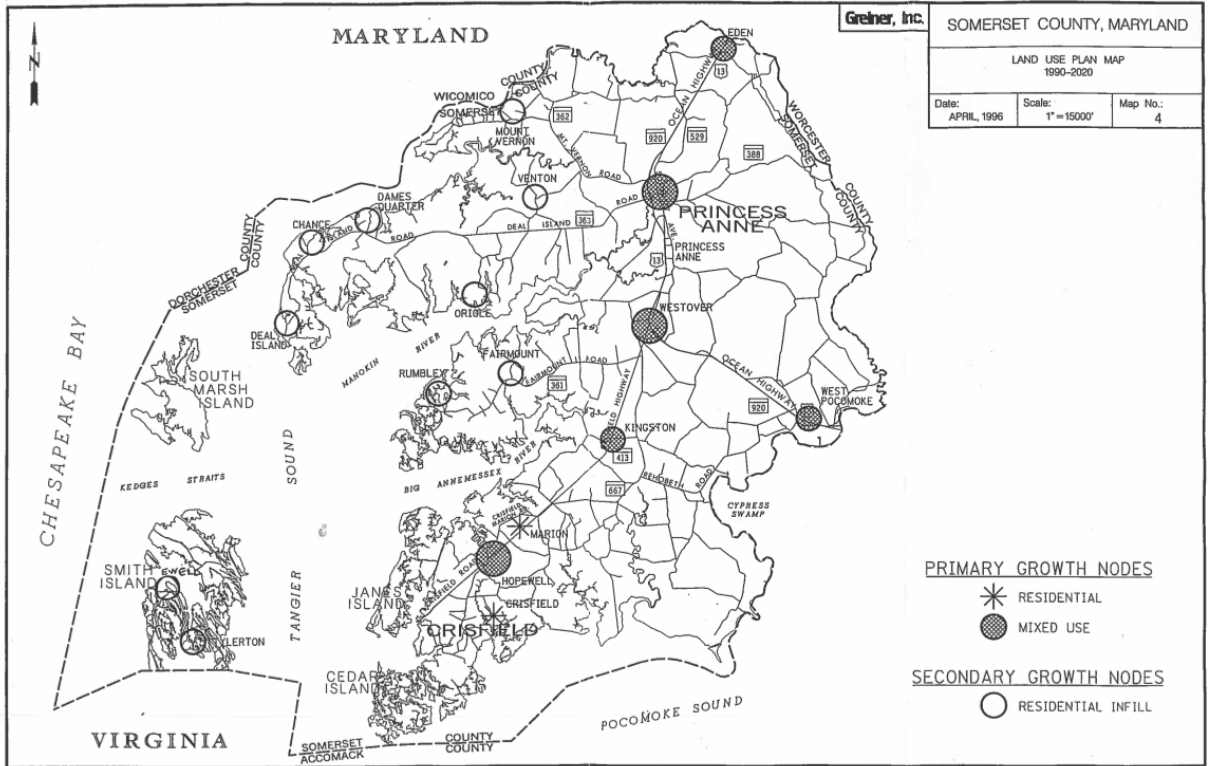 Greiner, Inc.
SOMERSET COUNTY, MARYLAND
LAND USE PLAN MAP
1990-2020
Date:
APRIL, 1996
Scale:
1"=15000'
Map No.:
4
N
MARYLAND
EDEN
13
OCEAN HIGHWAY
COUNTY
COUNTY
WICOMICO
SOMERSET
MOUNT
VERNON
362
MT. VERNON ROAD
920
529
388
WORCESTER
SOMERSET
COUNTY
COUNTY
VENTON
DAMES
QUARTER
CHANCE
DEAL ISLAND ROAD
363
ROAD
PRINCESS
ANNE
AVE
PRINCESS
ANNE
13
COUNTY
COUNTY
DORCHESTER
SOMERSET
ORIOLE
WESTOVER
DEAL
ISLAND
MANOKIN RIVER
FAIRMOUNT
FAIRMOUNT ROAD
361
RUMBLEY
OCEAN HIGHWAY
WEST
POCOMOKE
920
CHESAPEAKE BAY
SOUTH
MARSH
ISLAND
KINGSTON
413
667
REHOBETH
ROAD
KEDGES STRAITS
TANGIER SOUND
BIG ANNEMESSEX RIVER
CYPRESS
SWAMP
MARION
HOPEWELL
CRISFIELD ROAD
CRISFIELD
CRISFIELD
SMITH
ISLAND
EWELL
TYLERTON
JANES
ISLAND
CEDAR
ISLAND
POCOMOKE SOUND
VIRGINIA
SOMERSET
ACCOMACK
COUNTY
COUNTY
PRIMARY GROWTH NODES
RESIDENTIAL
MIXED USE
SECONDARY GROWTH NODES
RESIDENTIAL INFILL